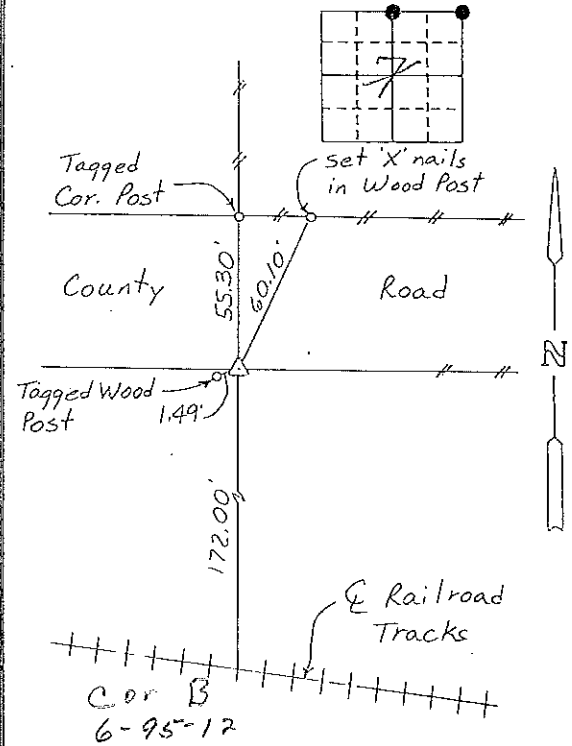 7
Tagged
Cor. Post
set 'X' nails
in Wood Post
County
55.30'
60.10'
Road
N
Tagged Wood
Post
1.49'
172.00'
℄ Railroad
Tracks
Cor B
6-95-12